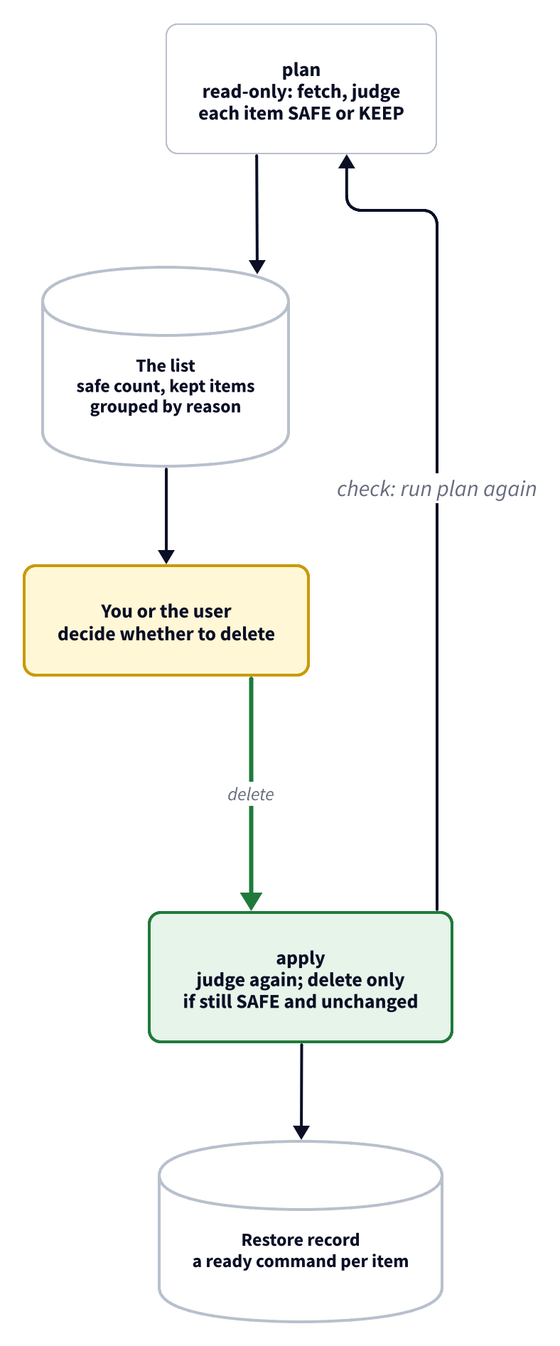 plan
read-only: fetch, judge
each item SAFE or KEEP
The list
safe count, kept items
grouped by reason
check: run plan again
You or the user
decide whether to delete
delete
apply
judge again; delete only
if still SAFE and unchanged
Restore record
a ready command per item